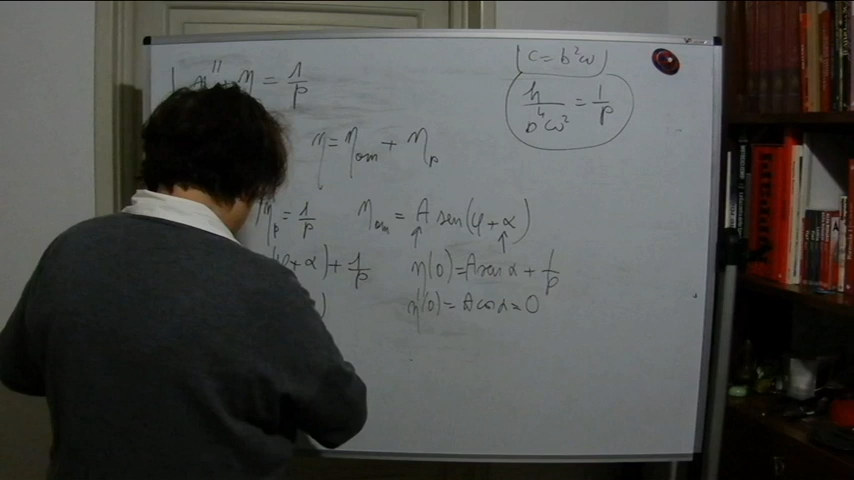 η'' + η = 1/p
c = b²ω
h/b⁴ω² = 1/p
η = η_om + η_p
η_p = 1/p   η_om = A sen(φ + α)
(φ + α) + 1/p   η(0) = A sen α + 1/p
)   η'(0) = A cos α = 0